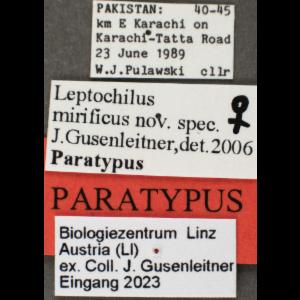 PAKISTAN: 40-45
km E Karachi on
Karachi-Tatta Road
23 June 1989
W.J.Pulawski cllr
Leptochilus ♀
mirificus nov. spec.
J.Gusenleitner,det.2006
Paratypus
PARATYPUS
Biologiezentrum Linz
Austria (LI)
ex. Coll. J. Gusenleitner
Eingang 2023